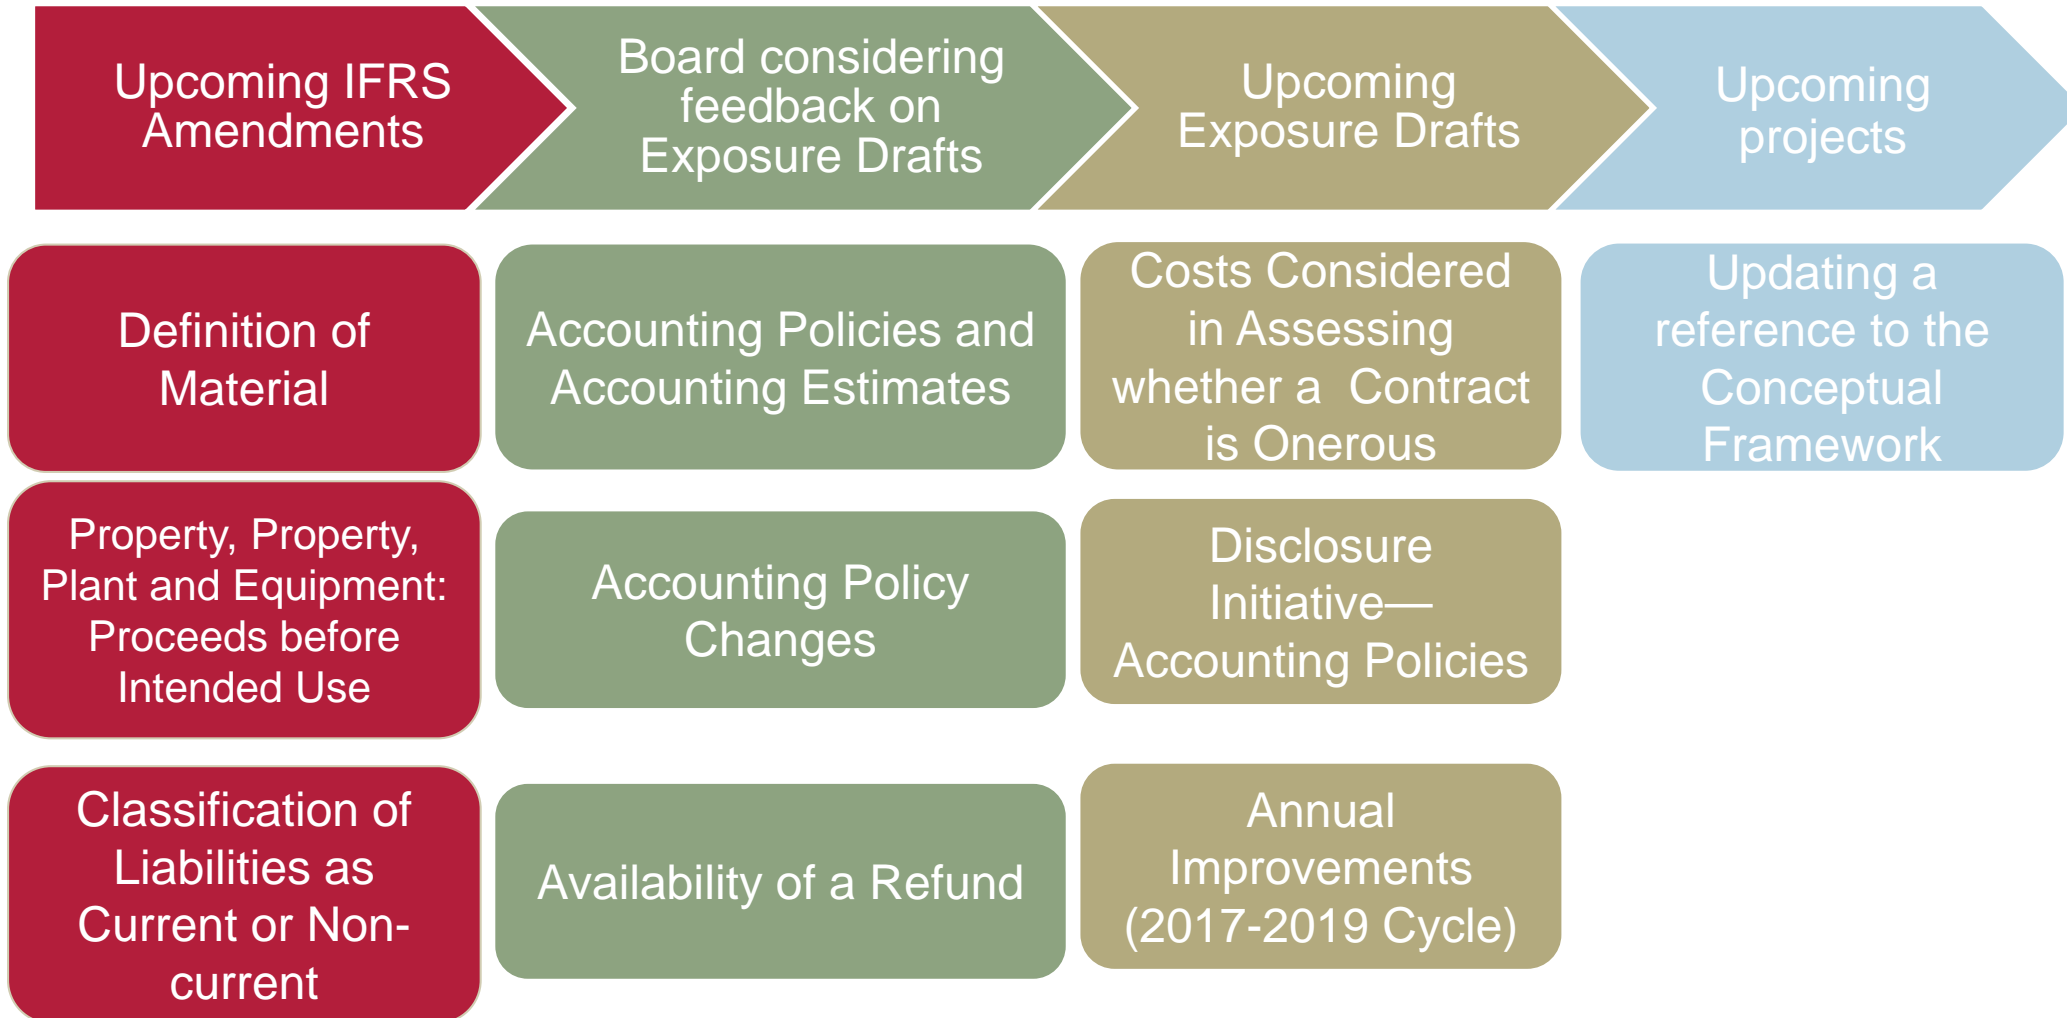 Upcoming IFRS
Amendments
Board considering
feedback on
Exposure Drafts
Upcoming
Exposure Drafts
Upcoming
projects
Definition of
Material
Accounting Policies and
Accounting Estimates
Costs Considered
in Assessing
whether a  Contract
is Onerous
Updating a
reference to the
Conceptual
Framework
Property, Property,
Plant and Equipment:
Proceeds before
Intended Use
Accounting Policy
Changes
Disclosure
Initiative—
Accounting Policies
Classification of
Liabilities as
Current or Non-
current
Availability of a Refund
Annual
Improvements
(2017-2019 Cycle)